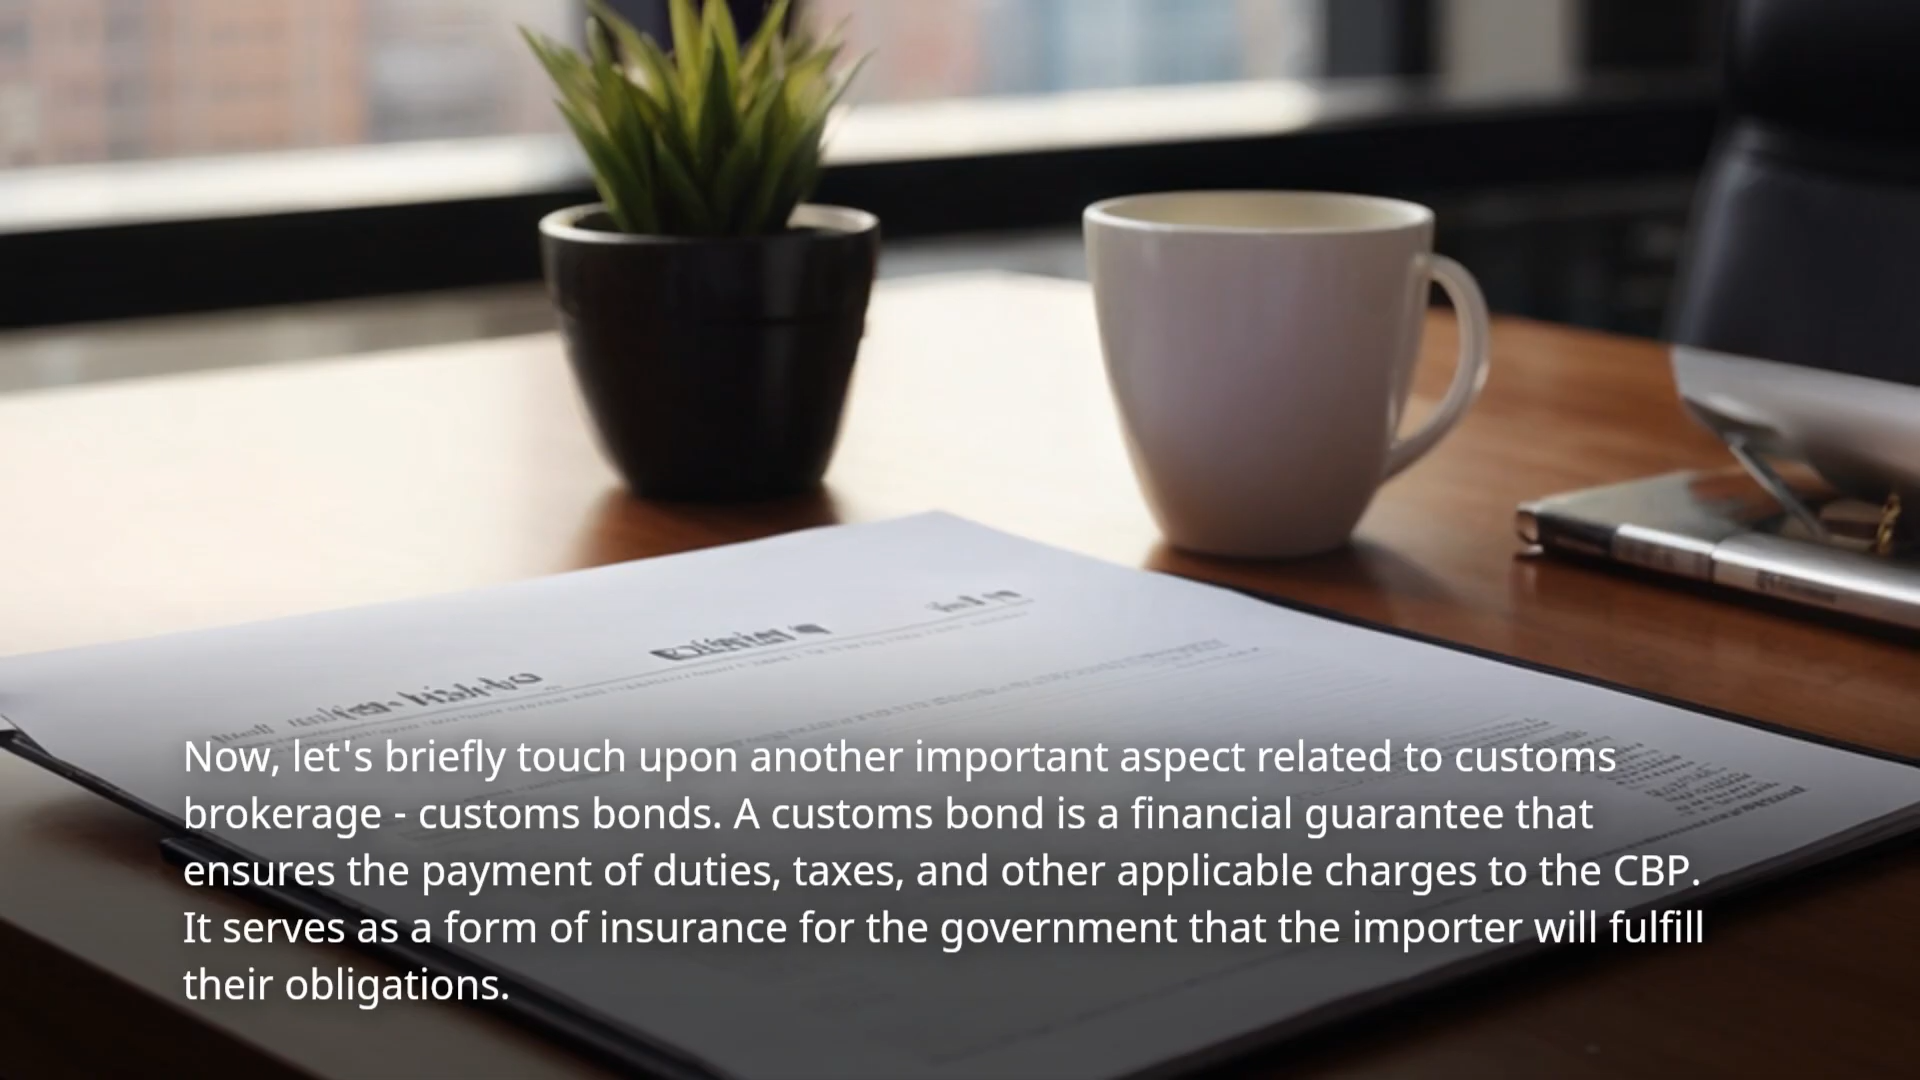 Now, let's briefly touch upon another important aspect related to customs
brokerage - customs bonds. A customs bond is a financial guarantee that
ensures the payment of duties, taxes, and other applicable charges to the CBP.
It serves as a form of insurance for the government that the importer will fulfill
their obligations.